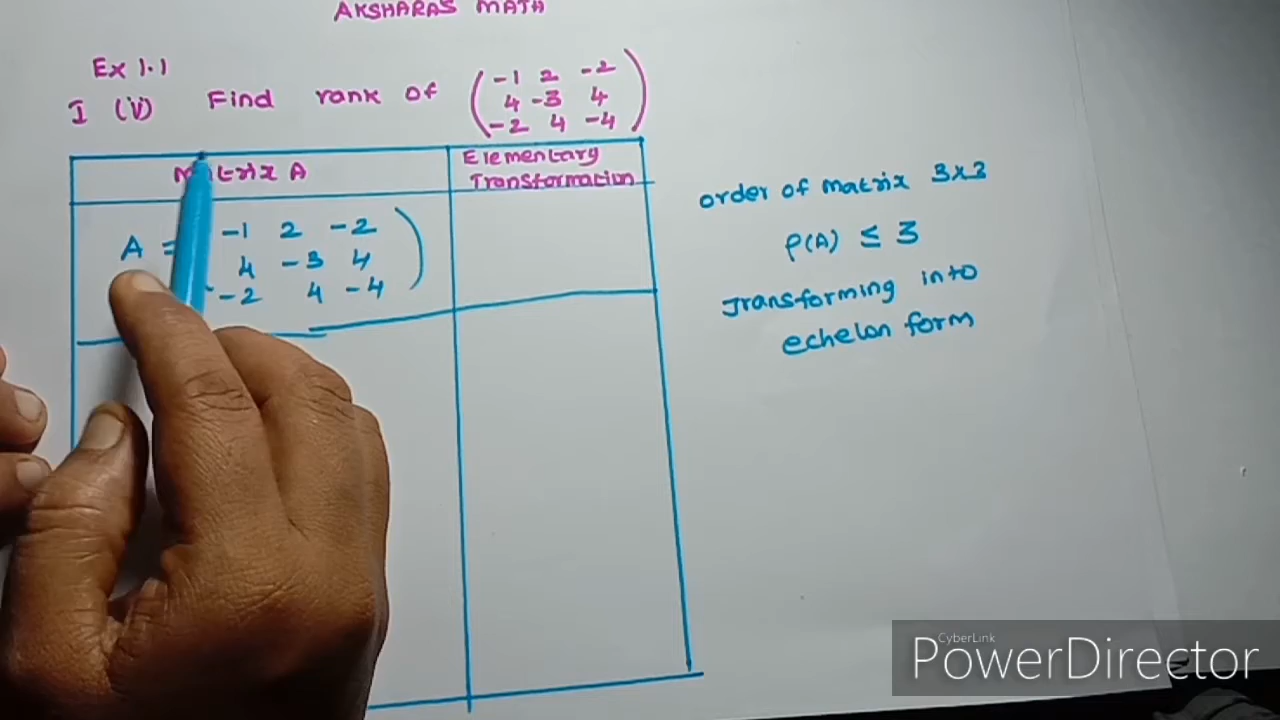 AKSHARAS MATH
Ex 1.1
I (V) Find rank of
-1 2 -2
4 -3 4
-2 4 -4
Matrix A
Elementary
Transformation
A =
-1 2 -2
4 -3 4
-2 4 -4
order of matrix 3x3
ρ(A) ≤ 3
Transforming into
echelon form
CyberLink
PowerDirector